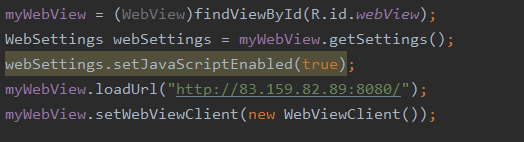 myWebView = (WebView)findViewById(R.id.webView);
WebSettings webSettings = myWebView.getSettings();
webSettings.setJavaScriptEnabled(true);
myWebView.loadUrl("http://83.159.82.89:8080/");
myWebView.setWebViewClient(new WebViewClient());